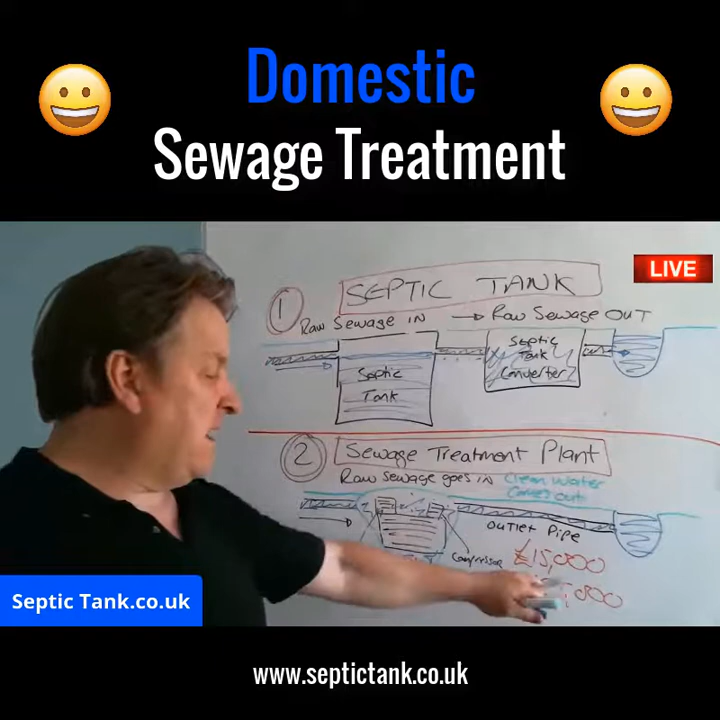 Domestic
Sewage Treatment
LIVE
SEPTIC TANK
1
Raw Sewage IN → Raw Sewage OUT
Septic
Tank
Septic
Tank
Converter
2
Sewage Treatment Plant
Raw Sewage goes in Clean Water
Comes out
Outlet Pipe
Compressor
£15,000
,000
Septic Tank.co.uk
www.septictank.co.uk